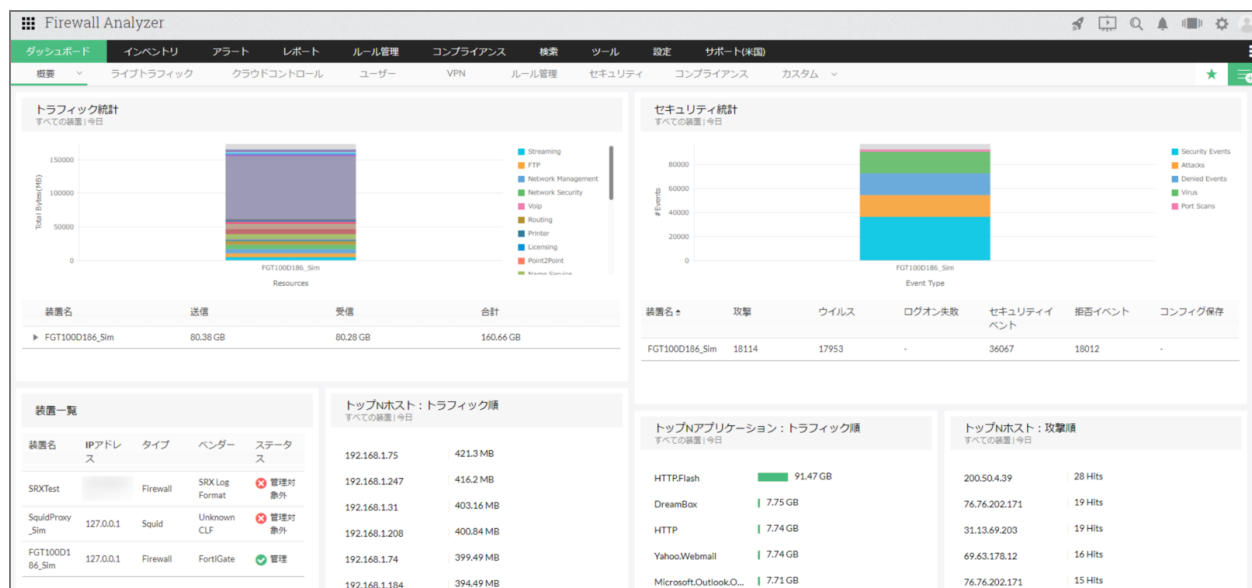 Firewall Analyzer
ダッシュボード インベントリ アラート レポート ルール管理 コンプライアンス 検索 ツール 設定 サポート(米国)
概要 ライブトラフィック クラウドコントロール ユーザー VPN ルール管理 セキュリティ コンプライアンス カスタム
トラフィック統計
すべての装置 | 今日
Total Bytes(MB)
150000
100000
50000
0
FGT100D186_Sim
Resources
Streaming
FTP
Network Management
Network Security
Voip
Routing
Printer
Licensing
Point2Point
Name Service
装置名 送信 受信 合計
FGT100D186_Sim 80.38 GB 80.28 GB 160.66 GB
セキュリティ統計
すべての装置 | 今日
# Events
80000
60000
40000
20000
0
FGT100D186_Sim
Event Type
Security Events
Attacks
Denied Events
Virus
Port Scans
装置名 攻撃 ウイルス ログオン失敗 セキュリティイ 拒否イベント コンフィグ保存
ベント
FGT100D186_Sim 18114 17953 - 36067 18012 -
装置一覧
装置名 IPアドレ タイプ ベンダー ステータ
ス ス
SRXTest Firewall SRX Log 管理対
Format 象外
SquidProxy 127.0.0.1 Squid Unknown 管理対
_Sim CLF 象外
FGT100D1 127.0.0.1 Firewall FortiGate 管理
86_Sim
トップNホスト：トラフィック順
すべての装置 | 今日
192.168.1.75 421.3 MB
192.168.1.247 416.2 MB
192.168.1.31 403.16 MB
192.168.1.208 400.84 MB
192.168.1.74 399.49 MB
192.168.1.184 394.49 MB
トップNアプリケーション：トラフィック順
すべての装置 | 今日
HTTP.Flash 91.47 GB
DreamBox 7.75 GB
HTTP 7.74 GB
Yahoo.Webmail 7.74 GB
Microsoft.Outlook.O... 7.71 GB
トップNホスト：攻撃順
すべての装置 | 今日
200.50.4.39 28 Hits
76.76.202.171 19 Hits
31.13.69.203 19 Hits
69.63.178.12 16 Hits
76.76.202.171 15 Hits